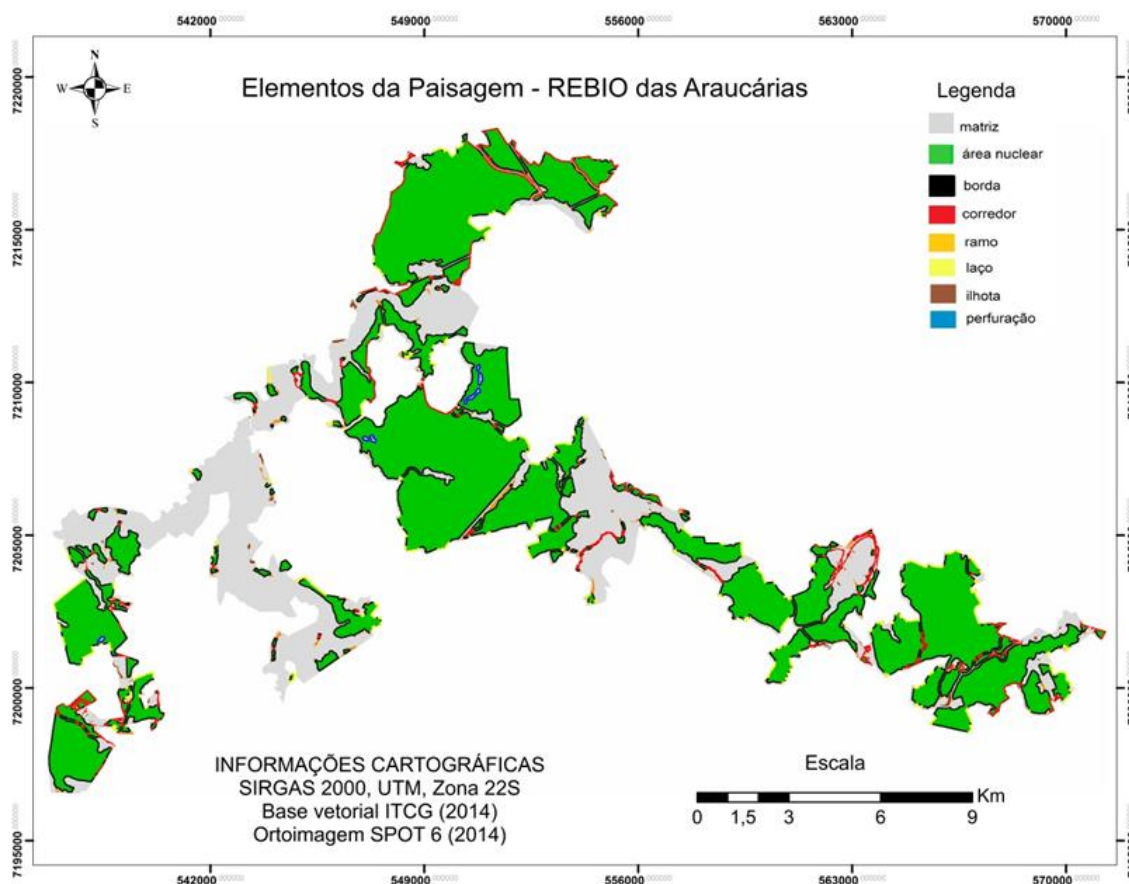 542000 549000 556000 563000 570000
N
W E
S
Elementos da Paisagem - REBIO das Araucárias
Legenda
matriz
área nuclear
borda
corredor
ramo
laço
ilhota
perfuração
7220000
7215000
7210000
7205000
7200000
7195000
INFORMAÇÕES CARTOGRÁFICAS
SIRGAS 2000, UTM, Zona 22S
Base vetorial ITCG (2014)
Ortoimagem SPOT 6 (2014)
Escala
Km
0 1,5 3 6 9
542000 549000 556000 563000 570000